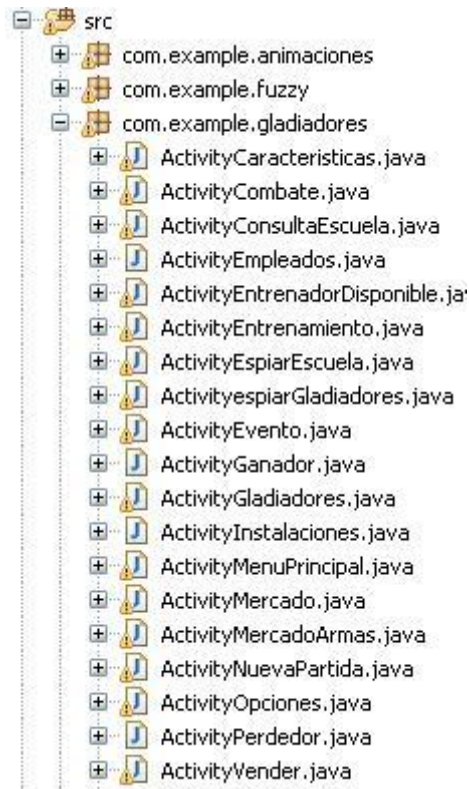 src
com.example.animaciones
com.example.fuzzy
com.example.gladiadores
ActivityCaracteristicas.java
ActivityCombate.java
ActivityConsultaEscuela.java
ActivityEmpleados.java
ActivityEntrenadorDisponible.ja
ActivityEntrenamiento.java
ActivityEspiarEscuela.java
ActivityespiarGladiadores.java
ActivityEvento.java
ActivityGanador.java
ActivityGladiadores.java
ActivityInstalaciones.java
ActivityMenuPrincipal.java
ActivityMercado.java
ActivityMercadoArmas.java
ActivityNuevaPartida.java
ActivityOpciones.java
ActivityPerdedor.java
ActivityVender.java